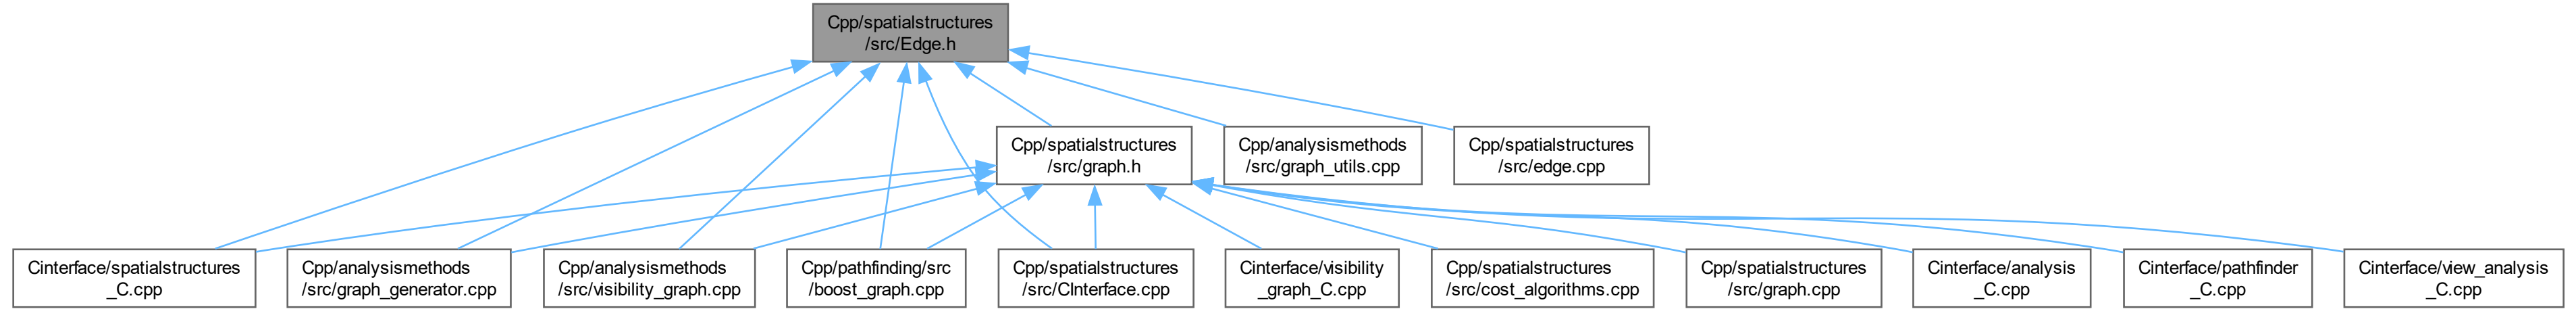 Cpp/spatialstructures
/src/Edge.h
Cpp/spatialstructures
/src/graph.h
Cpp/analysismethods
/src/graph_utils.cpp
Cpp/spatialstructures
/src/edge.cpp
Cinterface/spatialstructures
_C.cpp
Cpp/analysismethods
/src/graph_generator.cpp
Cpp/analysismethods
/src/visibility_graph.cpp
Cpp/pathfinding/src
/boost_graph.cpp
Cpp/spatialstructures
/src/CInterface.cpp
Cinterface/visibility
_graph_C.cpp
Cpp/spatialstructures
/src/cost_algorithms.cpp
Cpp/spatialstructures
/src/graph.cpp
Cinterface/analysis
_C.cpp
Cinterface/pathfinder
_C.cpp
Cinterface/view_analysis
_C.cpp